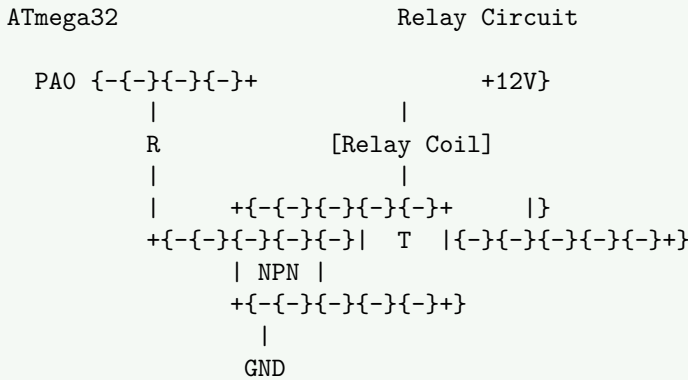 ATmega32 Relay Circuit
PA0 {-{-}{-}{-}+ +12V}
| |
R [Relay Coil]
| |
| +{-{-}{-}{-}{-}+ |}
+{-{-}{-}{-}{-}| T |{-}{-}{-}{-}{-}+}
| NPN |
+{-{-}{-}{-}{-}+}
|
GND